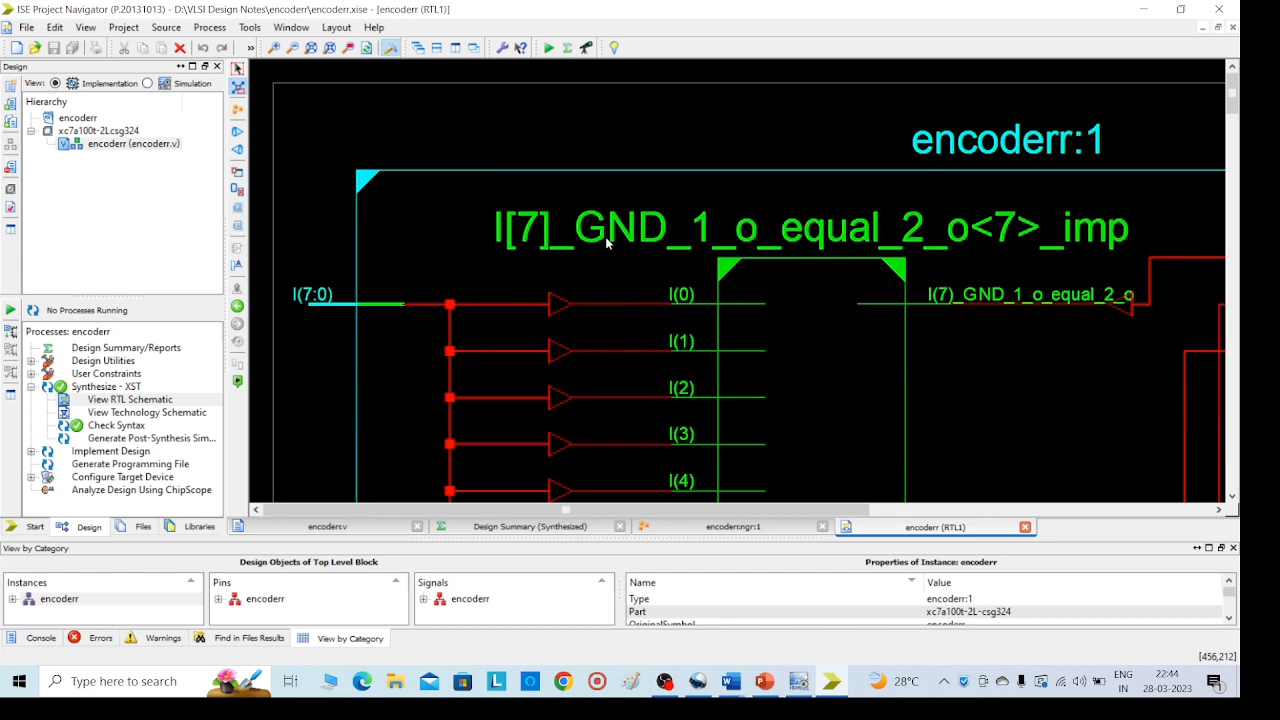 ISE Project Navigator (P.20131013) - D:\VLSI Design Notes\encoderr\encoderr.xise - [encoderr (RTL1)]
File Edit View Project Source Process Tools Window Layout Help
Design
View: Implementation Simulation
Hierarchy
encoderr
xc7a100t-2Lcsg324
encoderr (encoderr.v)
No Processes Running
Processes: encoderr
Design Summary/Reports
Design Utilities
User Constraints
Synthesize - XST
View RTL Schematic
View Technology Schematic
Check Syntax
Generate Post-Synthesis Sim...
Implement Design
Generate Programming File
Configure Target Device
Analyze Design Using ChipScope
Start Design Files Libraries
encoderr:1
I[7]_GND_1_o_equal_2_o<7>_imp
I(7:0)
I(0)
I(7)_GND_1_o_equal_2_o
I(1)
I(2)
I(3)
I(4)
encoderr.v
Design Summary (Synthesized)
encoderr.ngr:1
encoderr (RTL1)
View by Category
Design Objects of Top Level Block
Properties of Instance: encoderr
Instances Pins Signals Name Value
encoderr encoderr encoderr Type encoderr:1
Part xc7a100t-2L-csg324
OriginalSymbol encoderr
Console Errors Warnings Find in Files Results View by Category
[456,212]
Type here to search
28°C
ENG
IN
22:44
28-03-2023
1